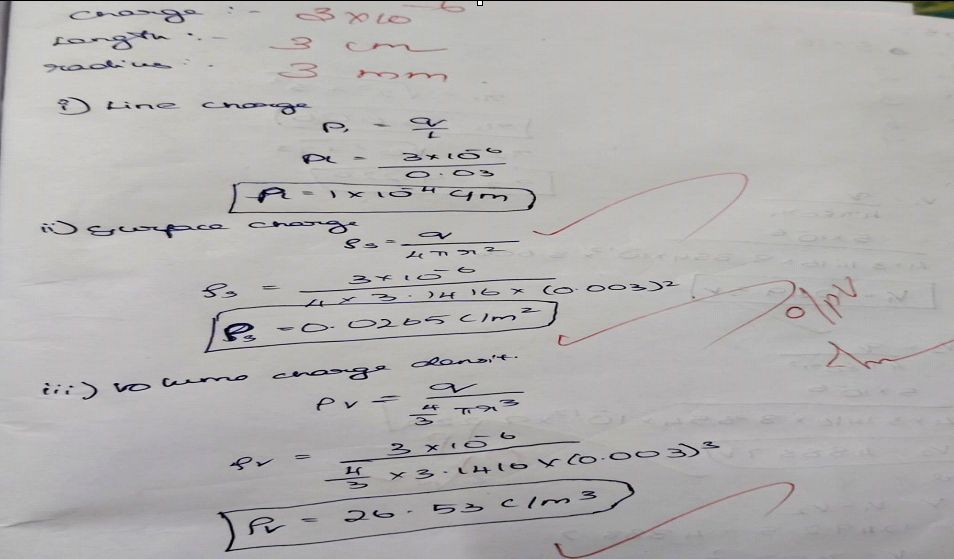 charge :- 3×10⁻⁶
Length :- 3 cm
radius :- 3 mm
i) Line charge
ρₗ = q/L
ρₗ = 3×10⁻⁶/0.03
ρₗ = 1×10⁻⁴ C/m
ii) Surface charge
ρₛ = q/4πr²
ρₛ = 3×10⁻⁶/4×3.1416×(0.003)²
ρₛ = 0.0265 C/m²
iii) volume charge densit.
ρᵥ = q/4/3 πr³
ρᵥ = 3×10⁻⁶/4/3 ×3.1416×(0.003)³
ρᵥ = 26.53 C/m3